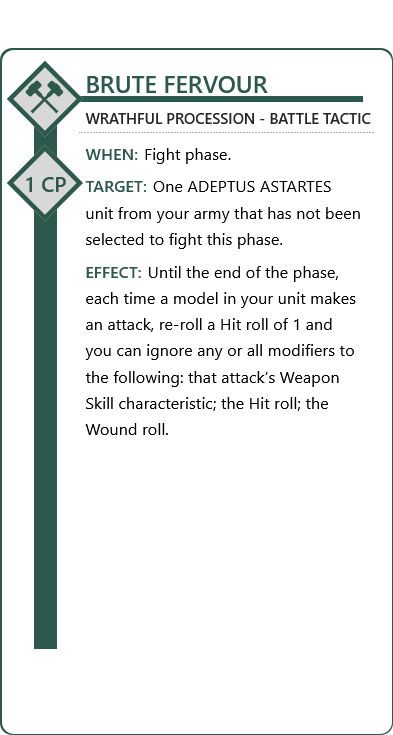 BRUTE FERVOUR
WRATHFUL PROCESSION - BATTLE TACTIC
WHEN: Fight phase.
1 CP
TARGET: One ADEPTUS ASTARTES
unit from your army that has not been
selected to fight this phase.
EFFECT: Until the end of the phase,
each time a model in your unit makes
an attack, re-roll a Hit roll of 1 and
you can ignore any or all modifiers to
the following: that attack’s Weapon
Skill characteristic; the Hit roll; the
Wound roll.